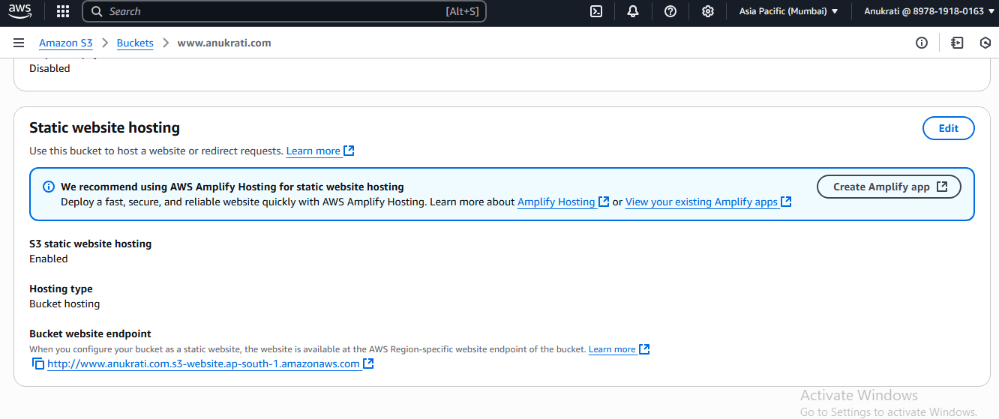 aws Search [Alt+S] Asia Pacific (Mumbai) Anukrati @ 8978-1918-0163
Amazon S3 Buckets www.anukrati.com
Disabled
Static website hosting Edit
Use this bucket to host a website or redirect requests. Learn more
We recommend using AWS Amplify Hosting for static website hosting Create Amplify app
Deploy a fast, secure, and reliable website quickly with AWS Amplify Hosting. Learn more about Amplify Hosting or View your existing Amplify apps
S3 static website hosting
Enabled
Hosting type
Bucket hosting
Bucket website endpoint
When you configure your bucket as a static website, the website is available at the AWS Region-specific website endpoint of the bucket. Learn more
http://www.anukrati.com.s3-website.ap-south-1.amazonaws.com
Activate Windows
Go to Settings to activate Windows.